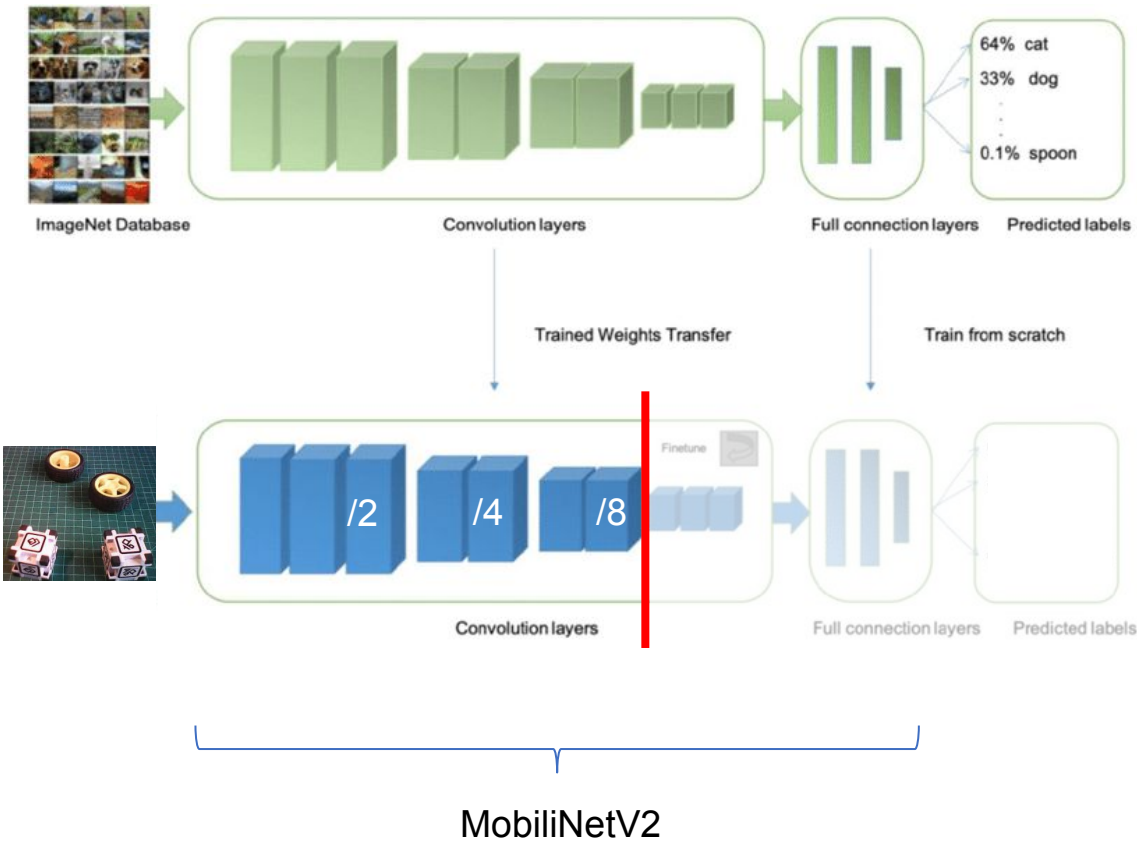 64% cat
33% dog
.
.
.
0.1% spoon
ImageNet Database
Convolution layers
Full connection layers
Predicted labels
Trained Weights Transfer
Train from scratch
Finetune
/2
/4
/8
Convolution layers
Full connection layers
Predicted labels
MobiliNetV2